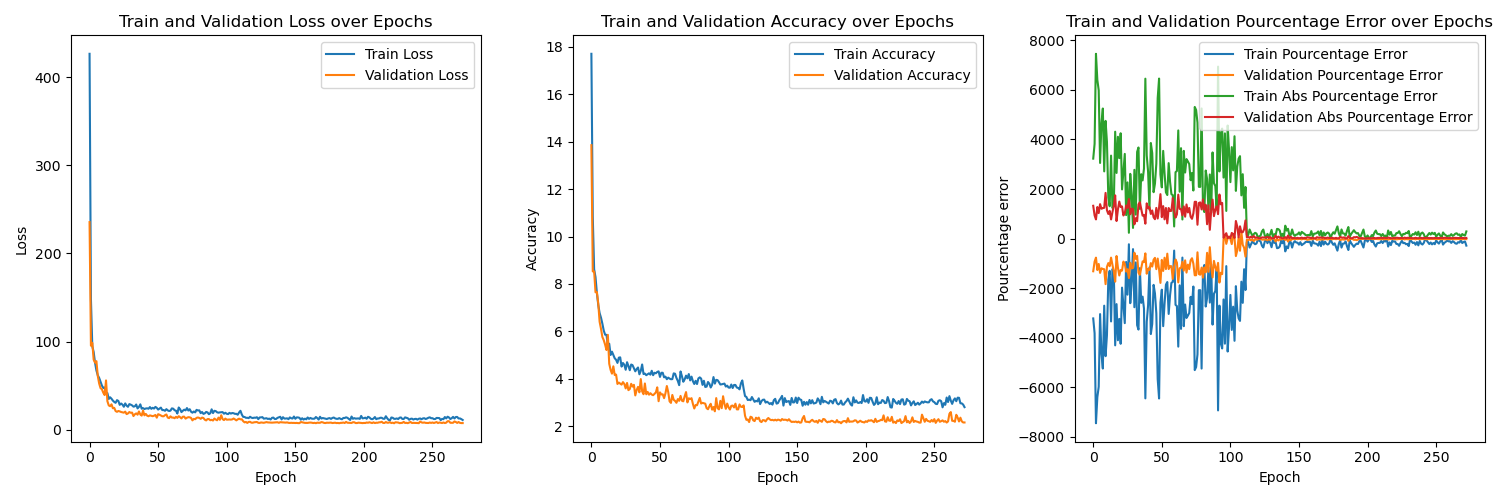 Train and Validation Loss over Epochs
Train Loss
Validation Loss
400
300
200
100
0
Loss
0 50 100 150 200 250
Epoch
Train and Validation Accuracy over Epochs
Train Accuracy
Validation Accuracy
18
16
14
12
10
8
6
4
2
Accuracy
0 50 100 150 200 250
Epoch
Train and Validation Pourcentage Error over Epochs
Train Pourcentage Error
Validation Pourcentage Error
Train Abs Pourcentage Error
Validation Abs Pourcentage Error
8000
6000
4000
2000
0
−2000
−4000
−6000
−8000
Pourcentage error
0 50 100 150 200 250
Epoch